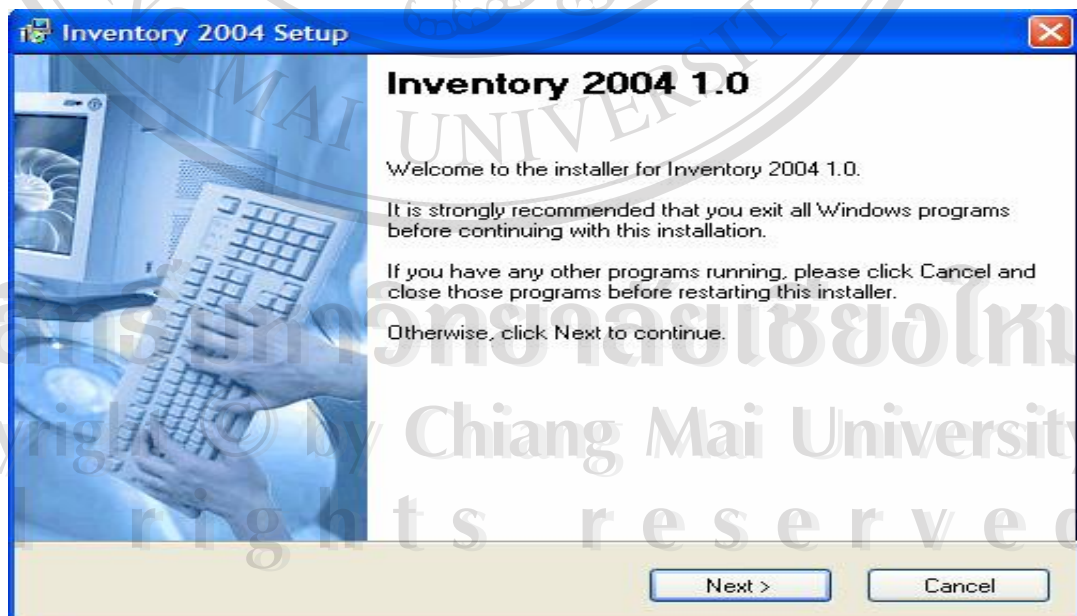 Inventory 2004 Setup
Inventory 2004 1.0
MAI UNIVERSIT
Welcome to the installer for Inventory 2004 1.0.
It is strongly recommended that you exit all Windows programs
before continuing with this installation.
If you have any other programs running, please click Cancel and
close those programs before restarting this installer.
Otherwise, click Next to continue.
yright © by Chiang Mai University
rights reserved
Next >
Cancel